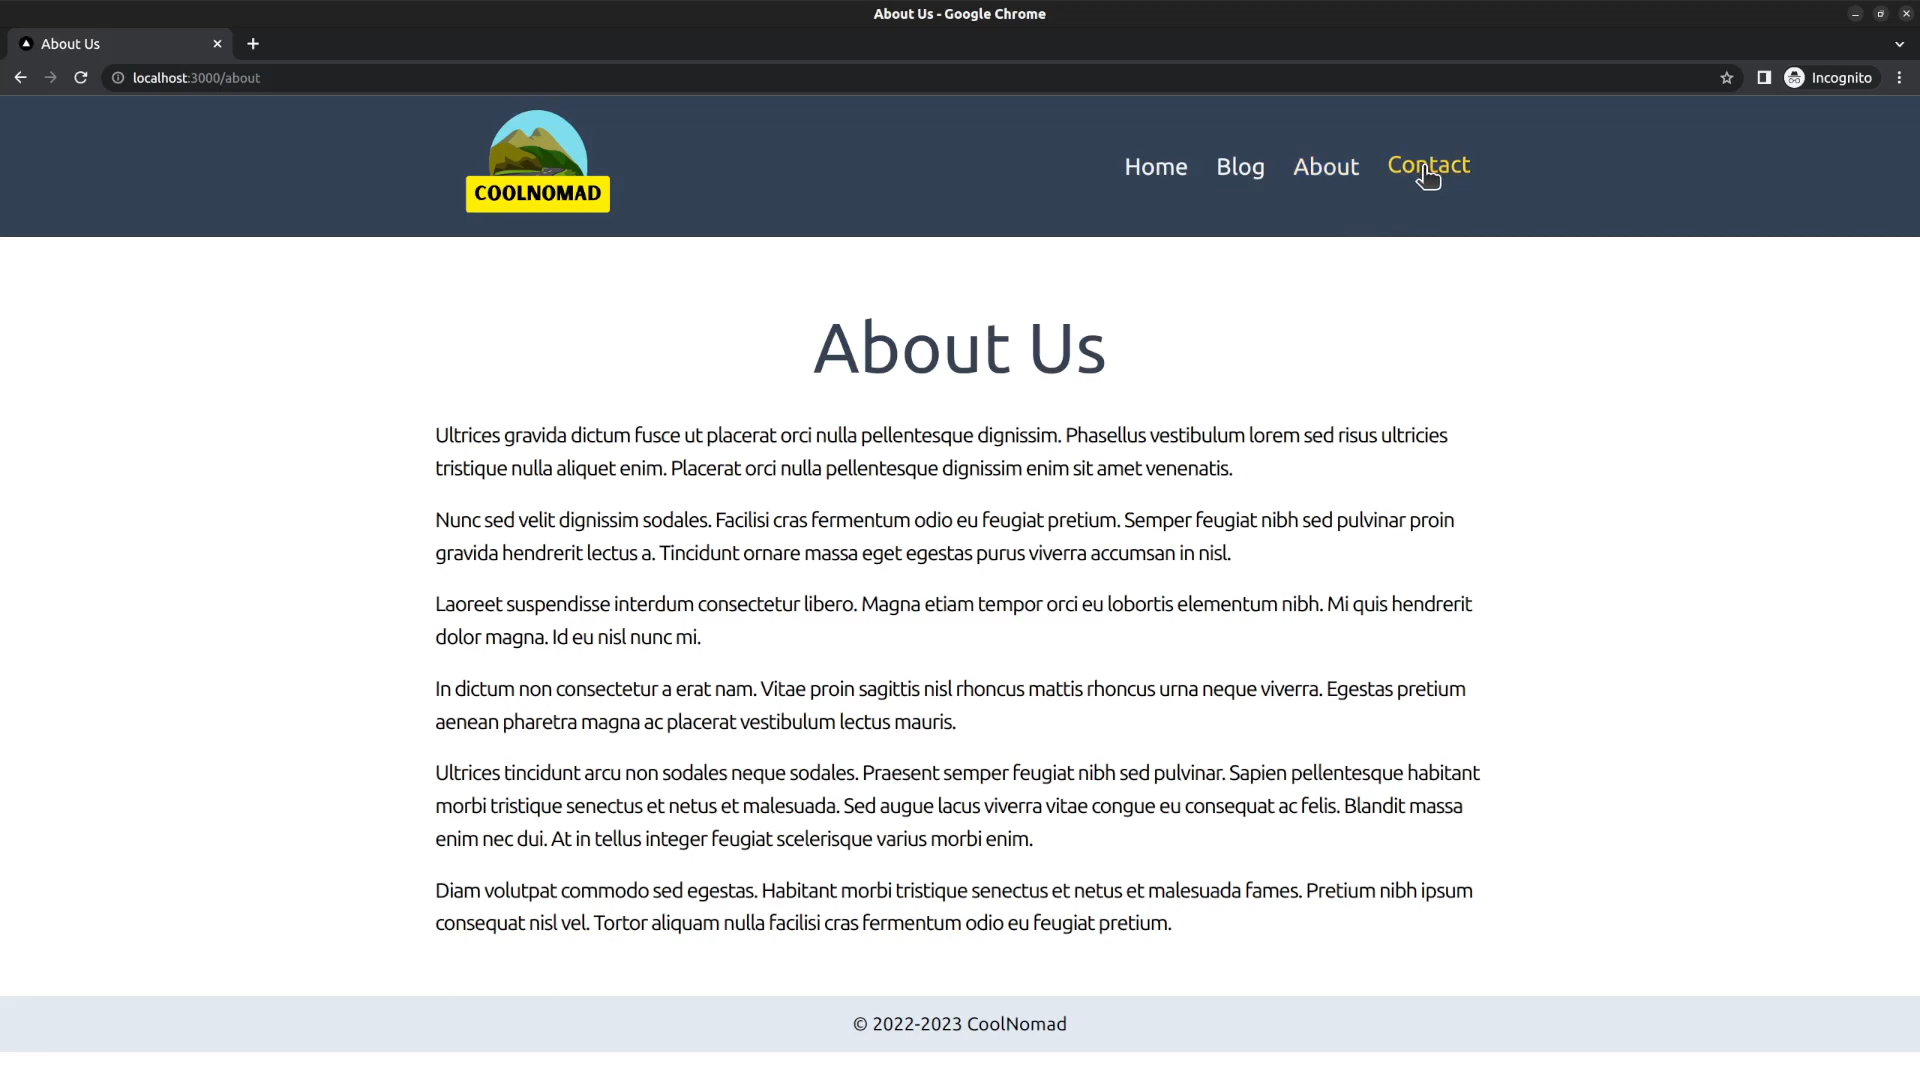 About Us - Google Chrome
About Us
localhost:3000/about
Incognito
COOLNOMAD
Home Blog About Contact
About Us
Ultrices gravida dictum fusce ut placerat orci nulla pellentesque dignissim. Phasellus vestibulum lorem sed risus ultricies
tristique nulla aliquet enim. Placerat orci nulla pellentesque dignissim enim sit amet venenatis.
Nunc sed velit dignissim sodales. Facilisi cras fermentum odio eu feugiat pretium. Semper feugiat nibh sed pulvinar proin
gravida hendrerit lectus a. Tincidunt ornare massa eget egestas purus viverra accumsan in nisl.
Laoreet suspendisse interdum consectetur libero. Magna etiam tempor orci eu lobortis elementum nibh. Mi quis hendrerit
dolor magna. Id eu nisl nunc mi.
In dictum non consectetur a erat nam. Vitae proin sagittis nisl rhoncus mattis rhoncus urna neque viverra. Egestas pretium
aenean pharetra magna ac placerat vestibulum lectus mauris.
Ultrices tincidunt arcu non sodales neque sodales. Praesent semper feugiat nibh sed pulvinar. Sapien pellentesque habitant
morbi tristique senectus et netus et malesuada. Sed augue lacus viverra vitae congue eu consequat ac felis. Blandit massa
enim nec dui. At in tellus integer feugiat scelerisque varius morbi enim.
Diam volutpat commodo sed egestas. Habitant morbi tristique senectus et netus et malesuada fames. Pretium nibh ipsum
consequat nisl vel. Tortor aliquam nulla facilisi cras fermentum odio eu feugiat pretium.
© 2022-2023 CoolNomad